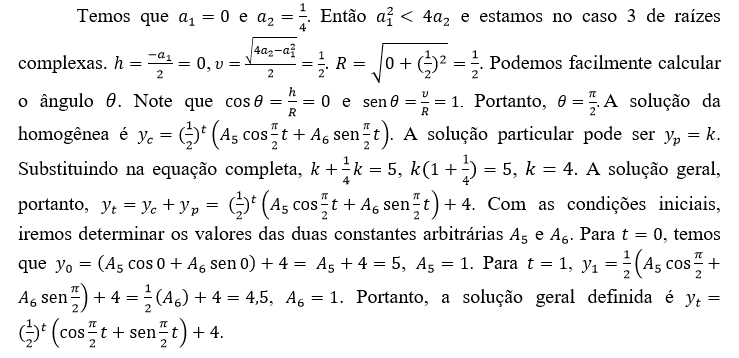 Temos que a₁ = 0 e a₂ = 1/4. Então a₁² < 4a₂ e estamos no caso 3 de raízes
complexas. h = −a₁/2 = 0, υ = √(4a₂−a₁²)/2 = 1/2. R = √(0 + (1/2)²) = 1/2. Podemos facilmente calcular
o ângulo θ. Note que cos θ = h/R = 0 e sen θ = υ/R = 1. Portanto, θ = π/2. A solução da
homogênea é y_c = (1/2)^t (A₅ cos π/2 t + A₆ sen π/2 t). A solução particular pode ser y_p = k.
Substituindo na equação completa, k + 1/4 k = 5, k(1 + 1/4) = 5, k = 4. A solução geral,
portanto, y_t = y_c + y_p = (1/2)^t (A₅ cos π/2 t + A₆ sen π/2 t) + 4. Com as condições iniciais,
iremos determinar os valores das duas constantes arbitrárias A₅ e A₆. Para t = 0, temos
que y₀ = (A₅ cos 0 + A₆ sen 0) + 4 = A₅ + 4 = 5, A₅ = 1. Para t = 1, y₁ = 1/2 (A₅ cos π/2 +
A₆ sen π/2) + 4 = 1/2 (A₆) + 4 = 4,5, A₆ = 1. Portanto, a solução geral definida é y_t =
(1/2)^t (cos π/2 t + sen π/2 t) + 4.